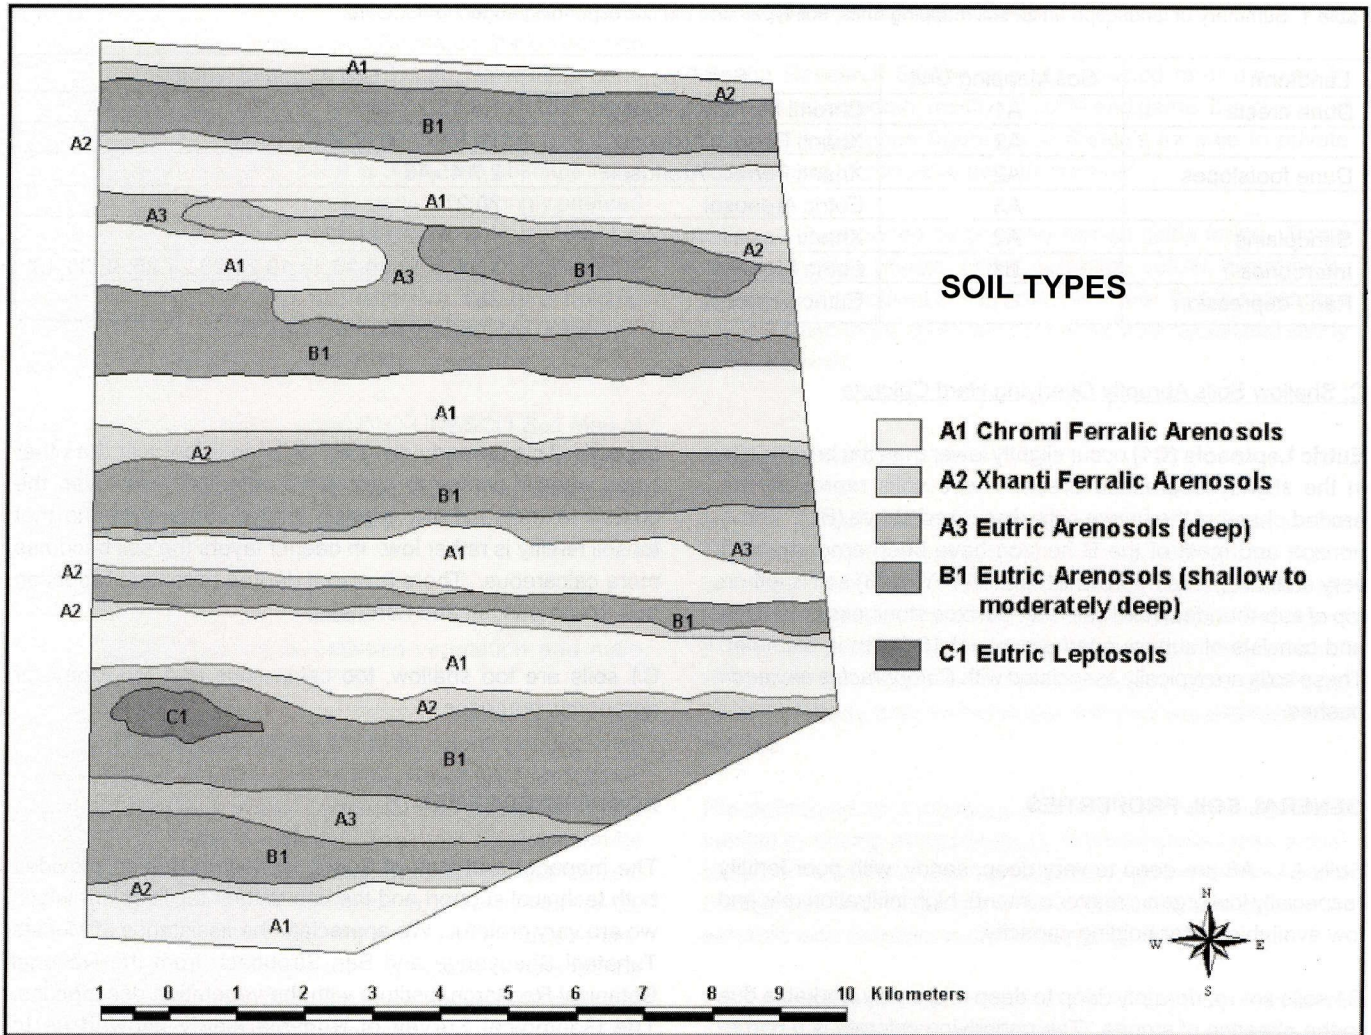 A1
A2
B1
A2
A1
A3
A2
A1
A3
B1
SOIL TYPES
B1
A1
A2
B1
A1
A3
A2
A2
B1
A1
A2
C1
B1
A3
B1
A2
A1
A1 Chromi Ferralic Arenosols
A2 Xhanti Ferralic Arenosols
A3 Eutric Arenosols (deep)
B1 Eutric Arenosols (shallow to
moderately deep)
C1 Eutric Leptosols
N
W E
S
1 0 1 2 3 4 5 6 7 8 9 10 Kilometers